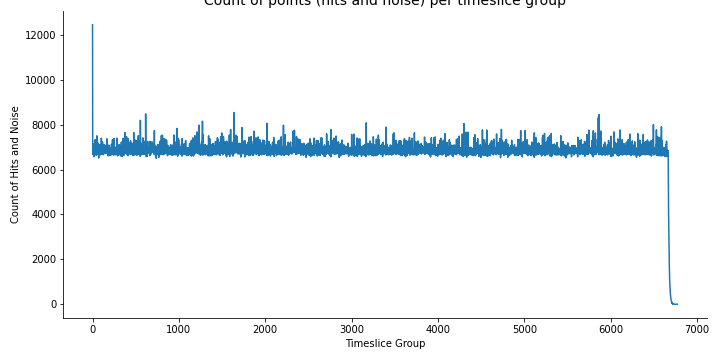 Count of points (hits and noise) per timeslice group
12000
10000
8000
6000
4000
2000
0
Count of Hits and Noise
0 1000 2000 3000 4000 5000 6000 7000
Timeslice Group